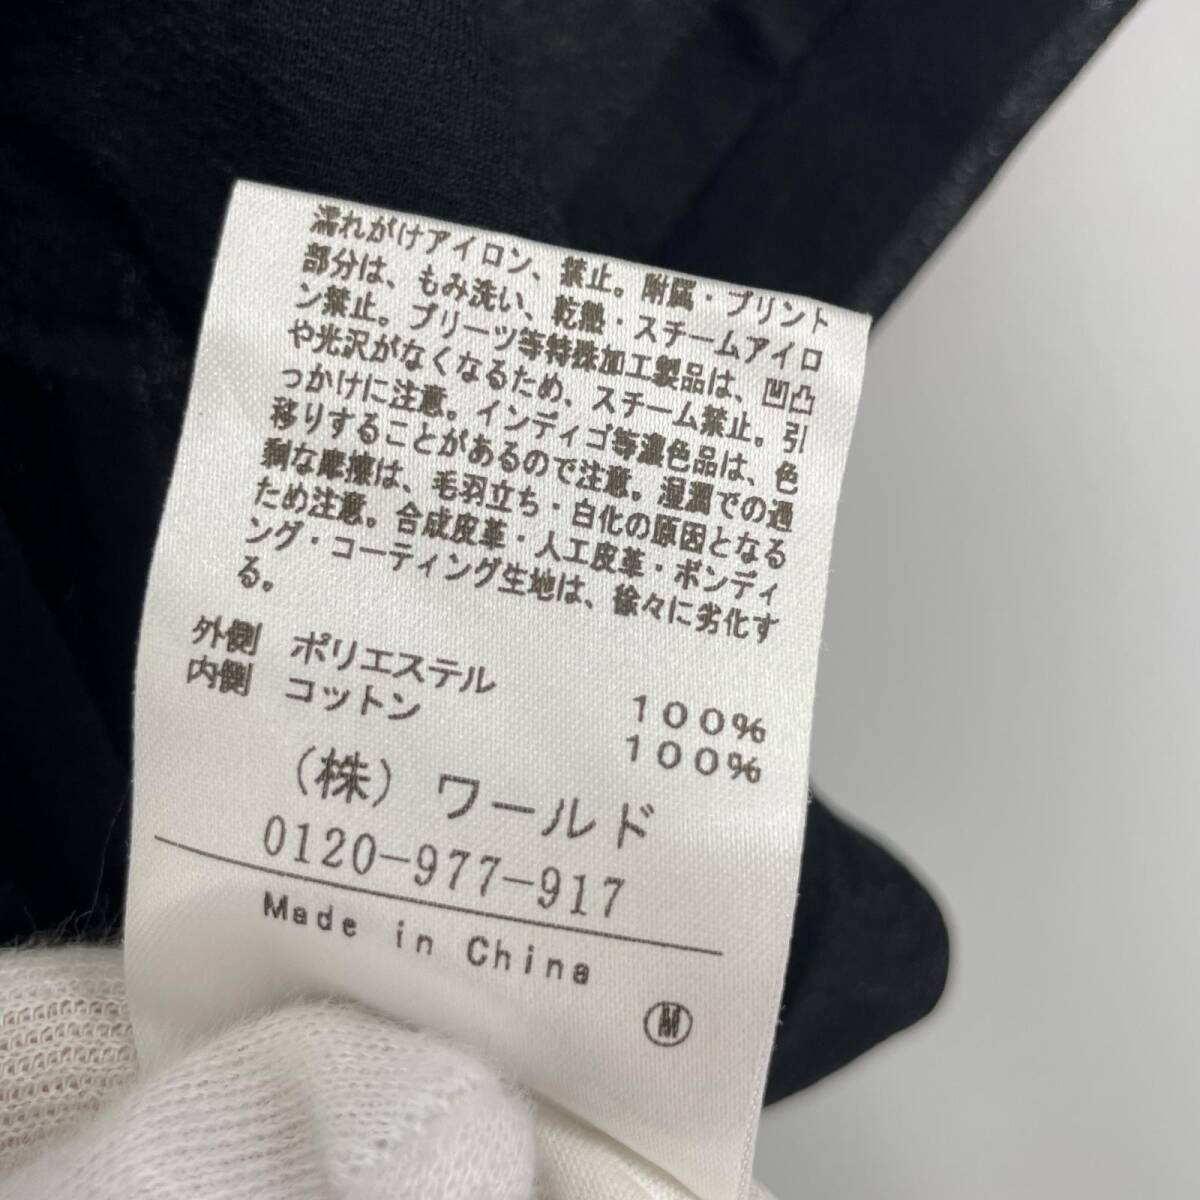 濡れがけアイロン、禁止。附属・プリント
部分は、もみ洗い、乾熱・スチームアイロ
ン禁止。プリーツ等特殊加工製品は、凹凸
や光沢がなくなるため、スチーム禁止。引
っかけに注意。インディゴ等濃色品は、色
移りすることがあるので注意。湿潤での過
剰な摩擦は、毛羽立ち・白化の原因となる
ため注意。合成皮革・人工皮革・ボンディ
ング・コーティング生地は、徐々に劣化す
る。
外側 ポリエステル 100%
内側 コットン 100%
(株) ワールド
0120-977-917
Made in China
M